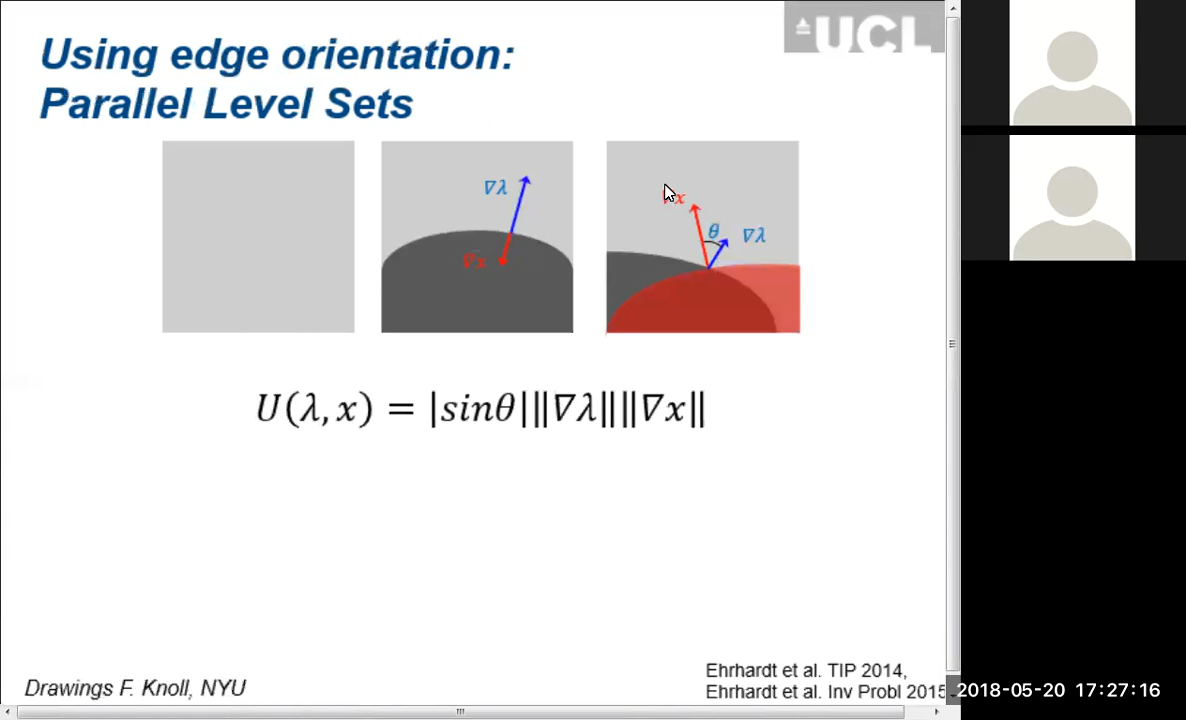 UCL
Using edge orientation:
Parallel Level Sets
∇λ
∇x
∇x
θ
∇λ
U(λ, x) = |sinθ|‖∇λ‖‖∇x‖
Ehrhardt et al. TIP 2014,
Drawings F. Knoll, NYU
Ehrhardt et al. Inv Probl 2015
2018-05-20 17:27:16